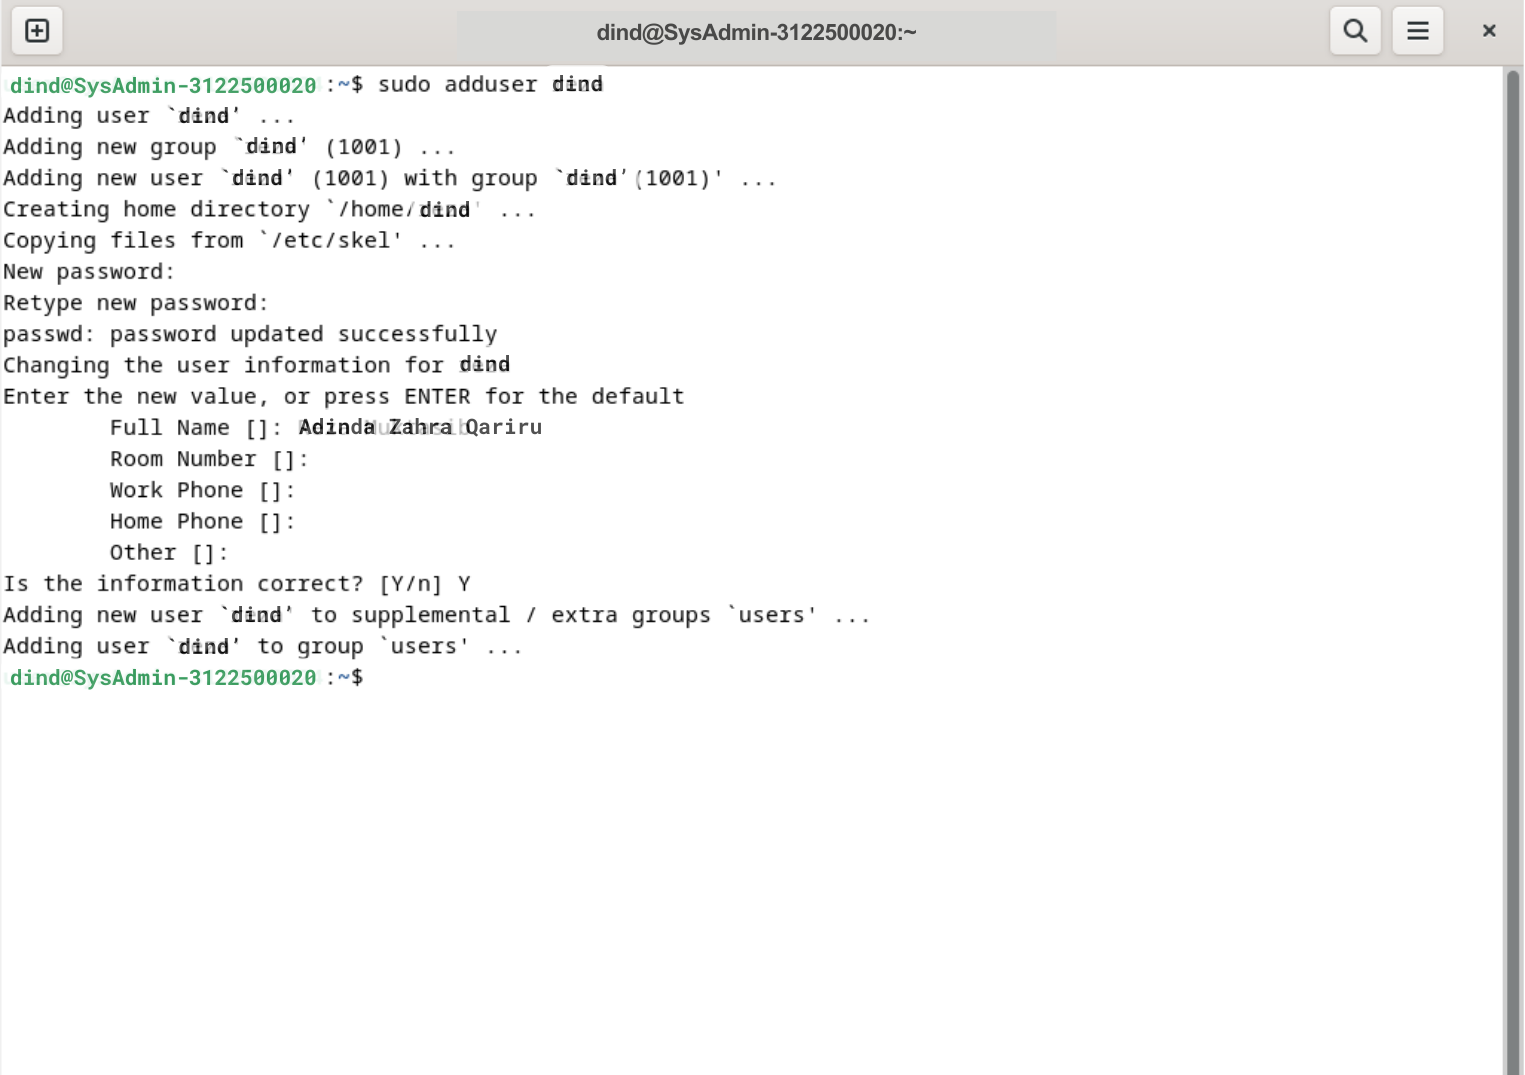 dind@SysAdmin-3122500020:~
dind@SysAdmin-3122500020 :~$ sudo adduser dind
Adding user `dind’ ...
Adding new group `dind’ (1001) ...
Adding new user `dind’ (1001) with group `dind’(1001)' ...
Creating home directory `/home/dind' ...
Copying files from `/etc/skel' ...
New password:
Retype new password:
passwd: password updated successfully
Changing the user information for dind
Enter the new value, or press ENTER for the default
Full Name []: Adinda Zahra Qariru
Room Number []:
Work Phone []:
Home Phone []:
Other []:
Is the information correct? [Y/n] Y
Adding new user `dind’ to supplemental / extra groups `users' ...
Adding user `dind’ to group `users' ...
dind@SysAdmin-3122500020 :~$